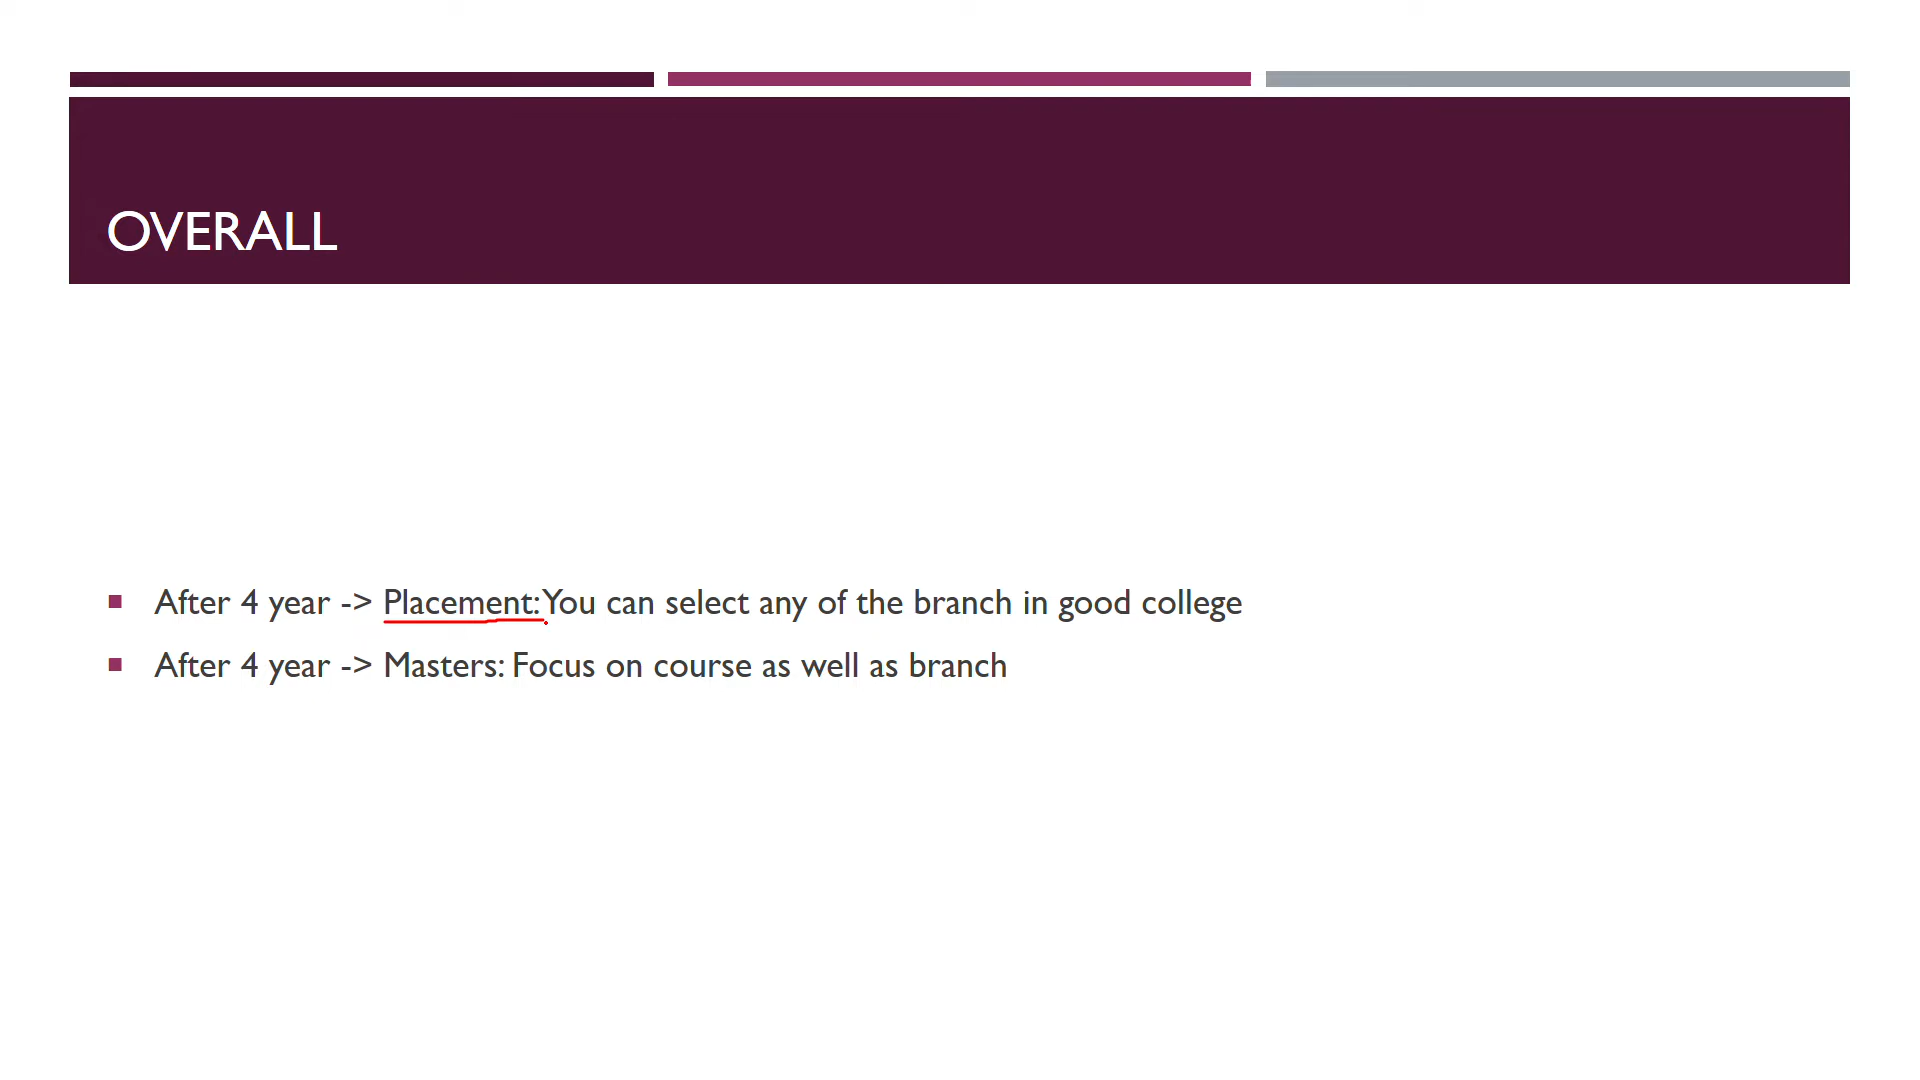 OVERALL
After 4 year -> Placement: You can select any of the branch in good college
After 4 year -> Masters: Focus on course as well as branch